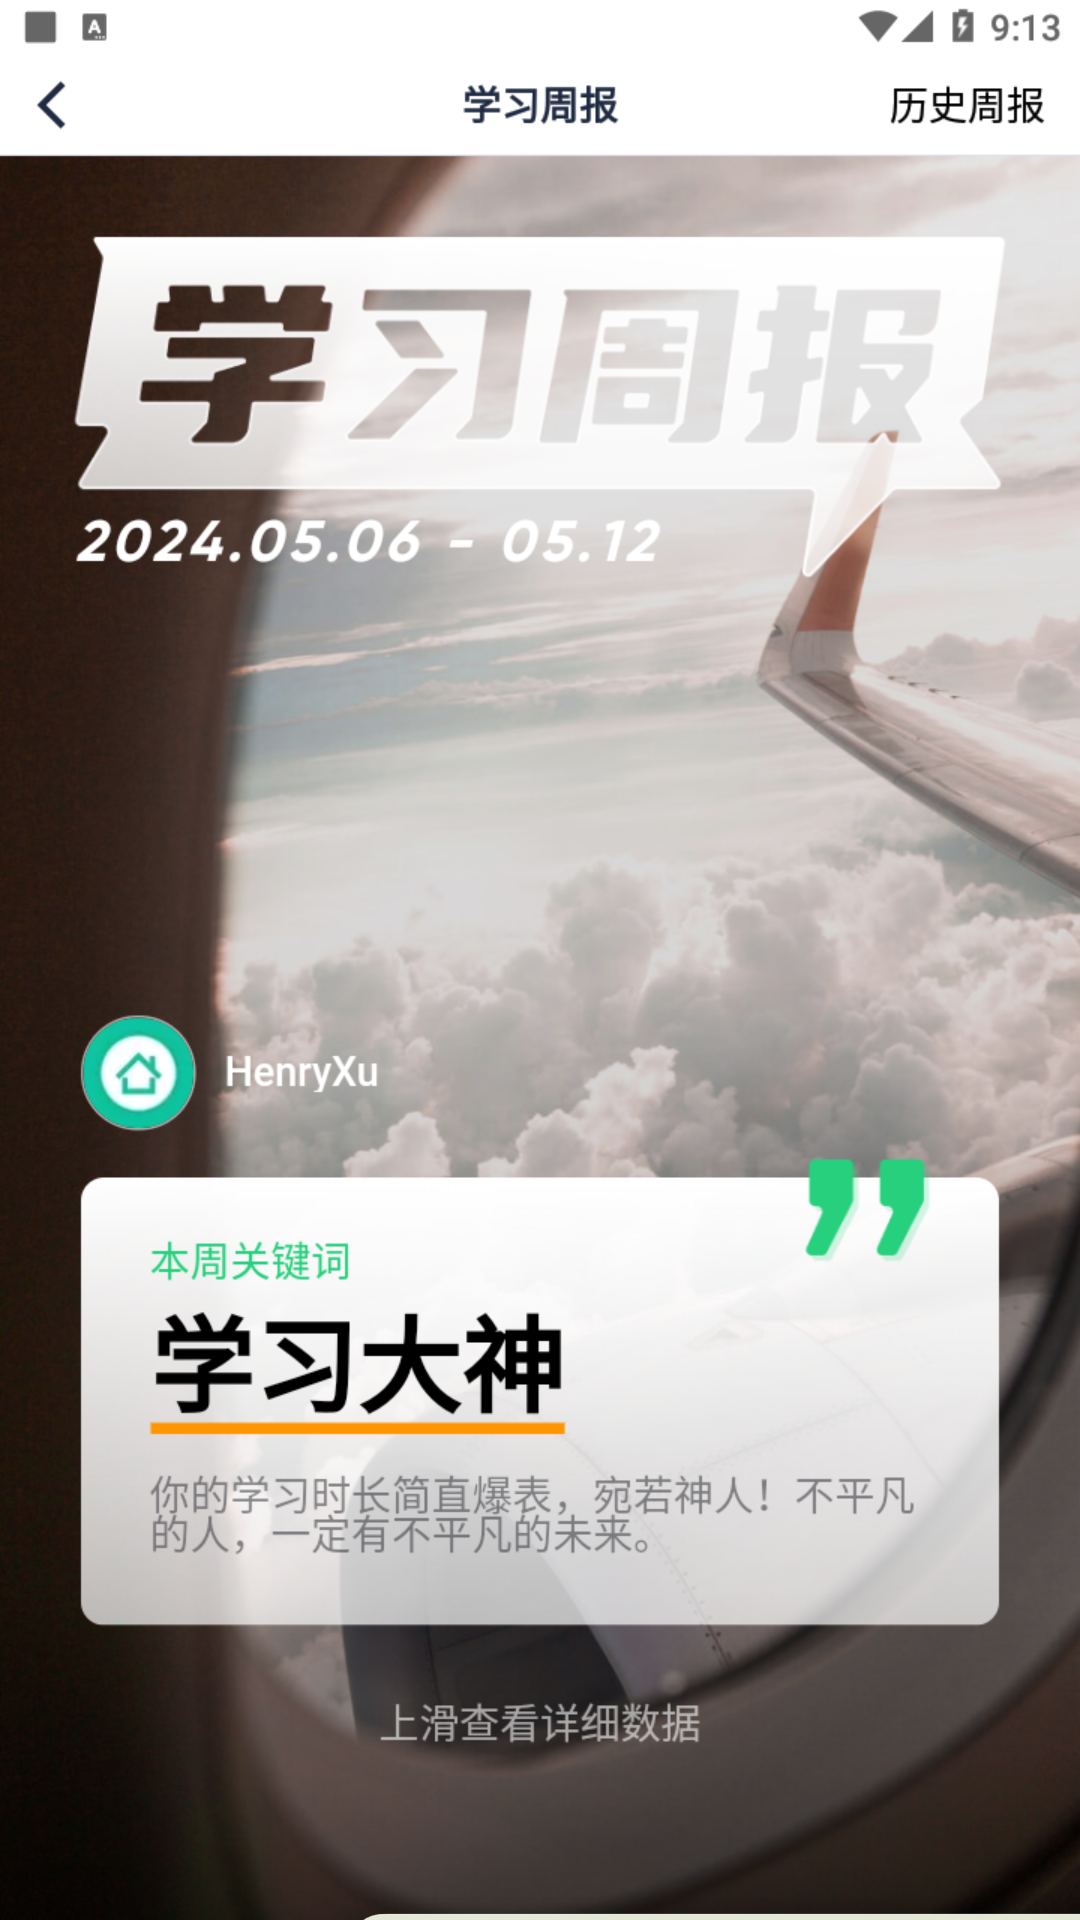 9:13
学习周报
历史周报
学习周报
2024.05.06 - 05.12
HenryXu
本周关键词
学习大神
你的学习时长简直爆表，宛若神人！不平凡
的人，一定有不平凡的未来。
上滑查看详细数据